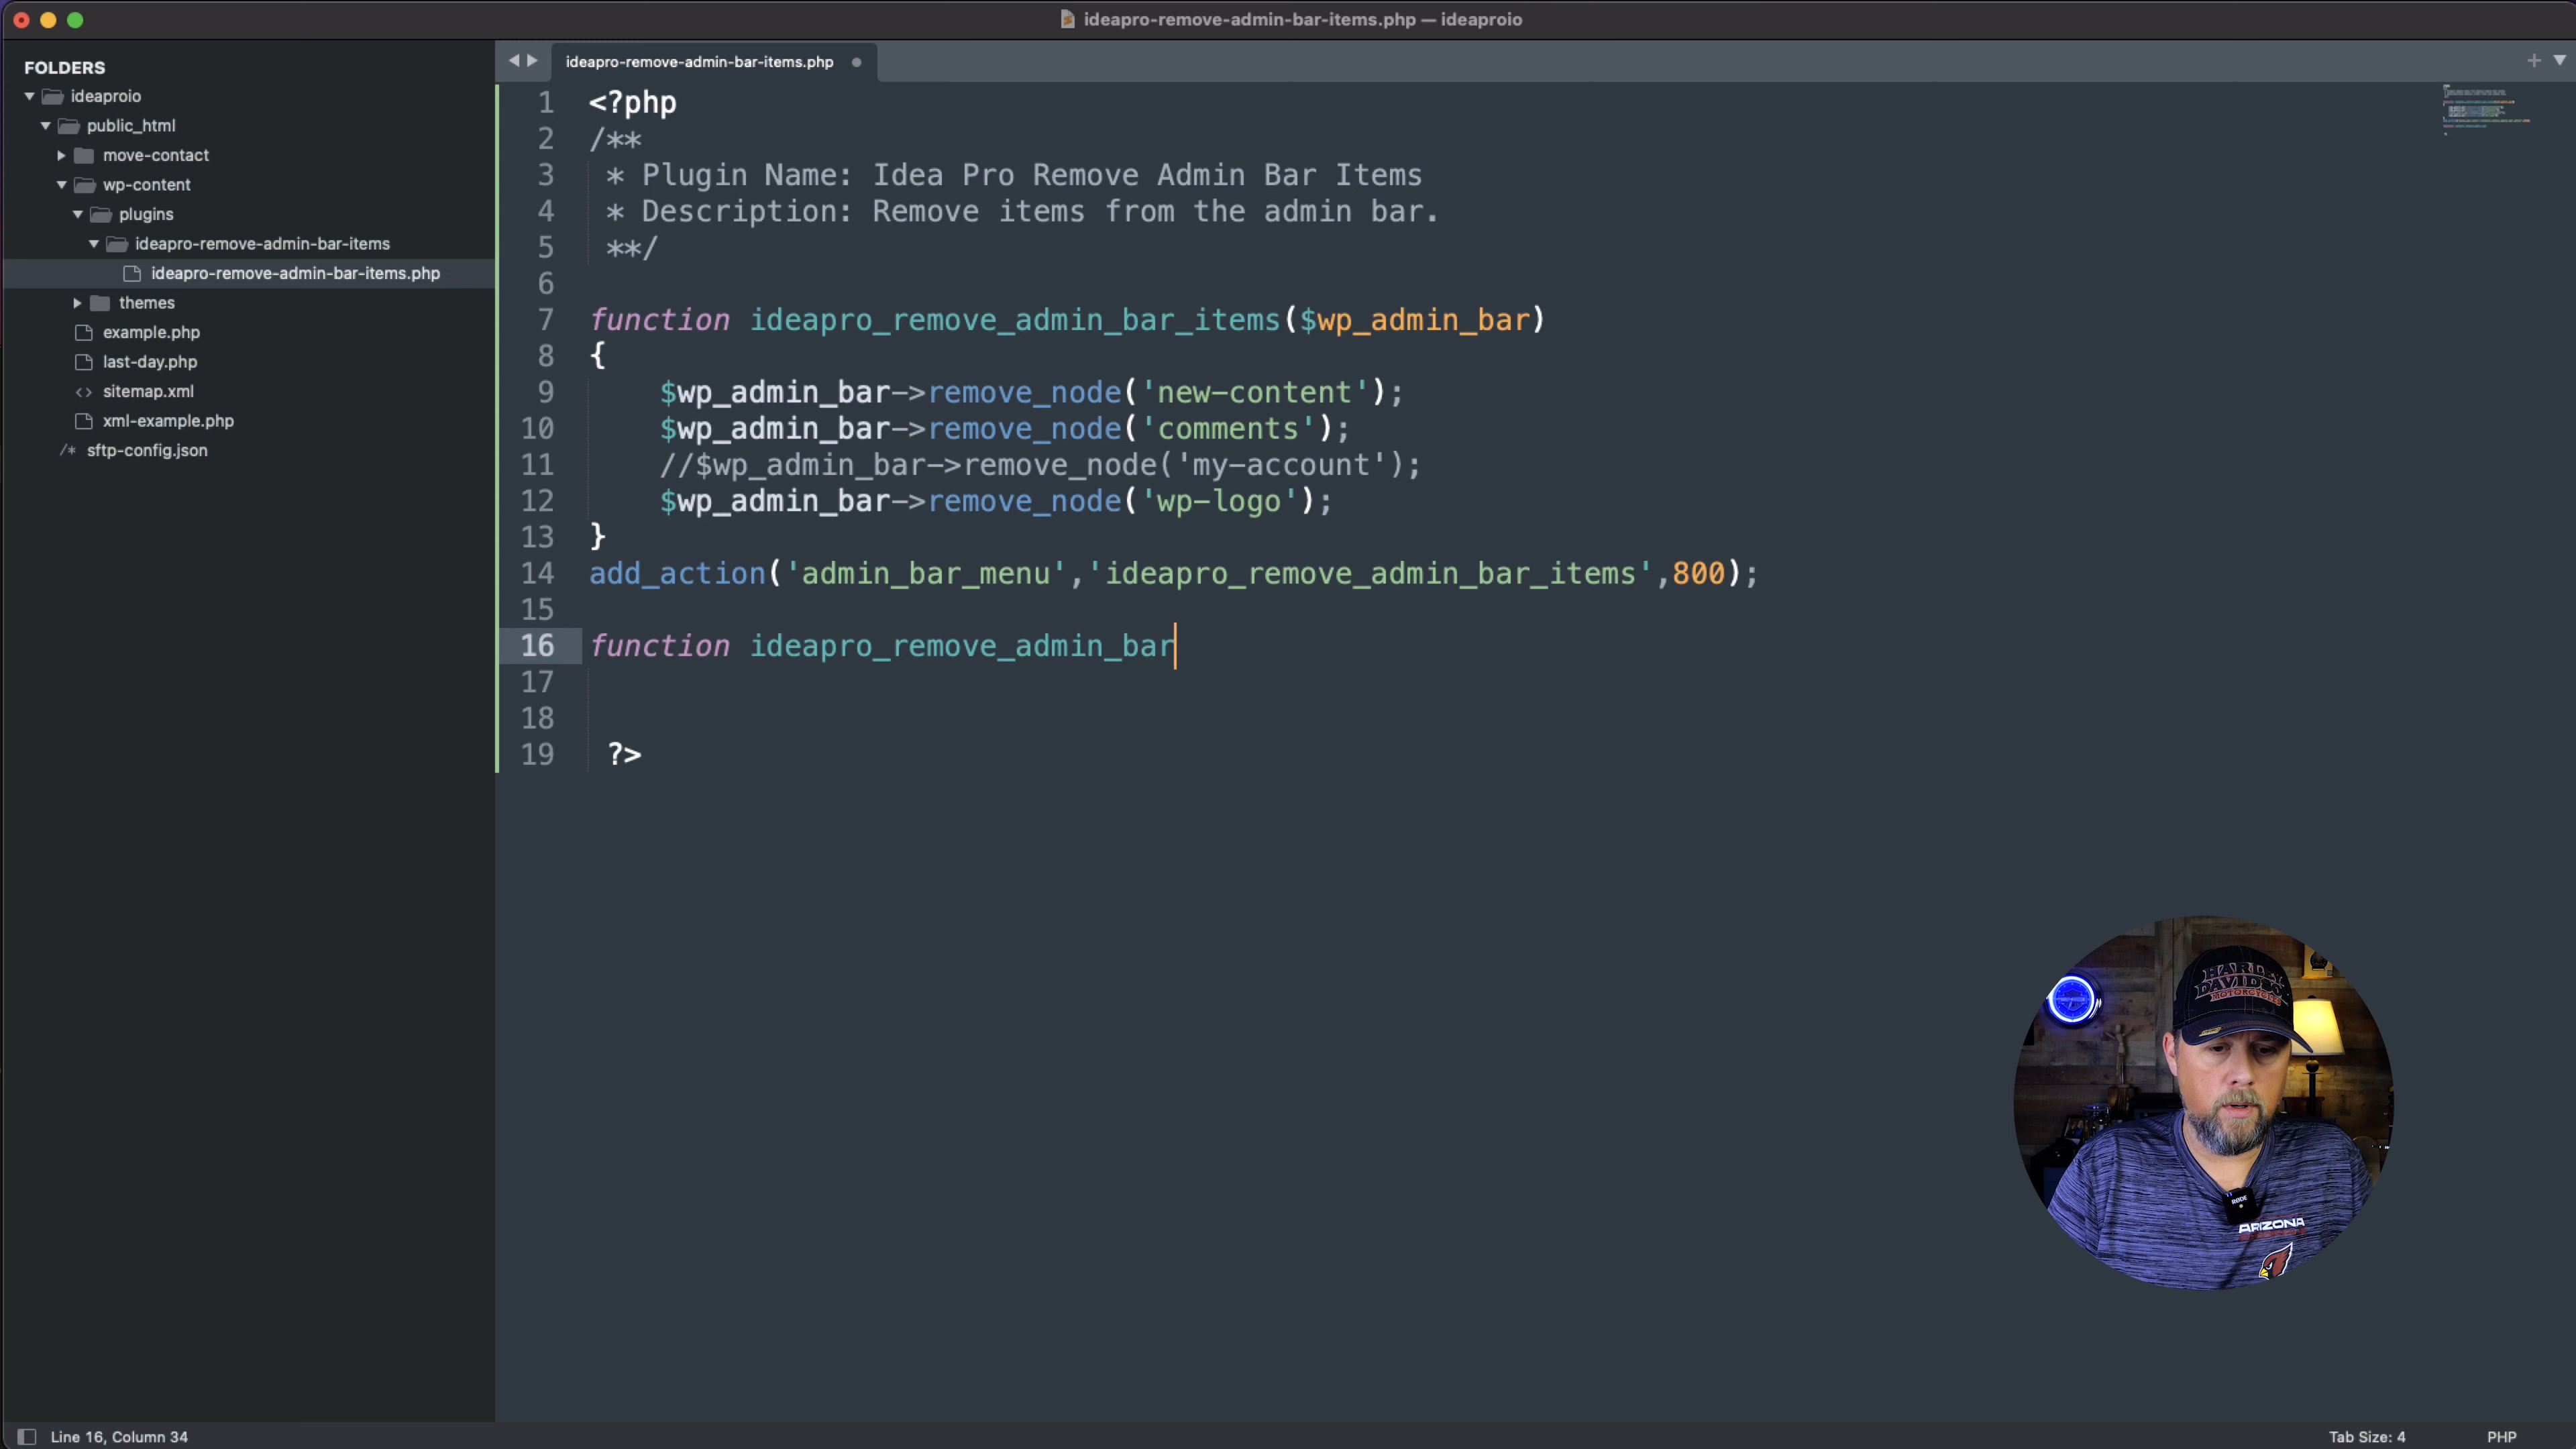 ideapro-remove-admin-bar-items.php — ideaproio
FOLDERS
ideaproio
public_html
move-contact
wp-content
plugins
ideapro-remove-admin-bar-items
ideapro-remove-admin-bar-items.php
themes
example.php
last-day.php
<> sitemap.xml
xml-example.php
/* sftp-config.json
ideapro-remove-admin-bar-items.php
1 <?php
2 /**
3 * Plugin Name: Idea Pro Remove Admin Bar Items
4 * Description: Remove items from the admin bar.
5 **/
6
7 function ideapro_remove_admin_bar_items($wp_admin_bar)
8 {
9 $wp_admin_bar->remove_node('new-content');
10 $wp_admin_bar->remove_node('comments');
11 //$wp_admin_bar->remove_node('my-account');
12 $wp_admin_bar->remove_node('wp-logo');
13 }
14 add_action('admin_bar_menu','ideapro_remove_admin_bar_items',800);
15
16 function ideapro_remove_admin_bar
17
18
19 ?>
HARLEY
DAVIDSON
MOTORCYCLES
RODE
ARIZONA
Line 16, Column 34
Tab Size: 4
PHP